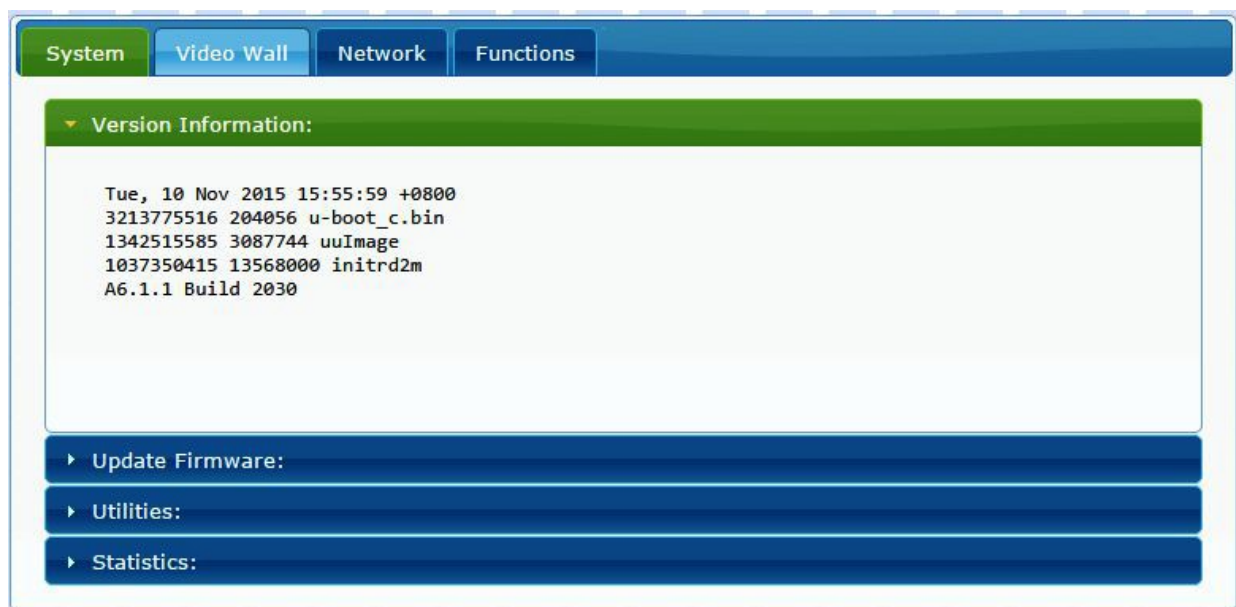 System Video Wall Network Functions
Version Information:
Tue, 10 Nov 2015 15:55:59 +0800
3213775516 204056 u-boot_c.bin
1342515585 3087744 uuImage
1037350415 13568000 initrd2m
A6.1.1 Build 2030
Update Firmware:
Utilities:
Statistics: